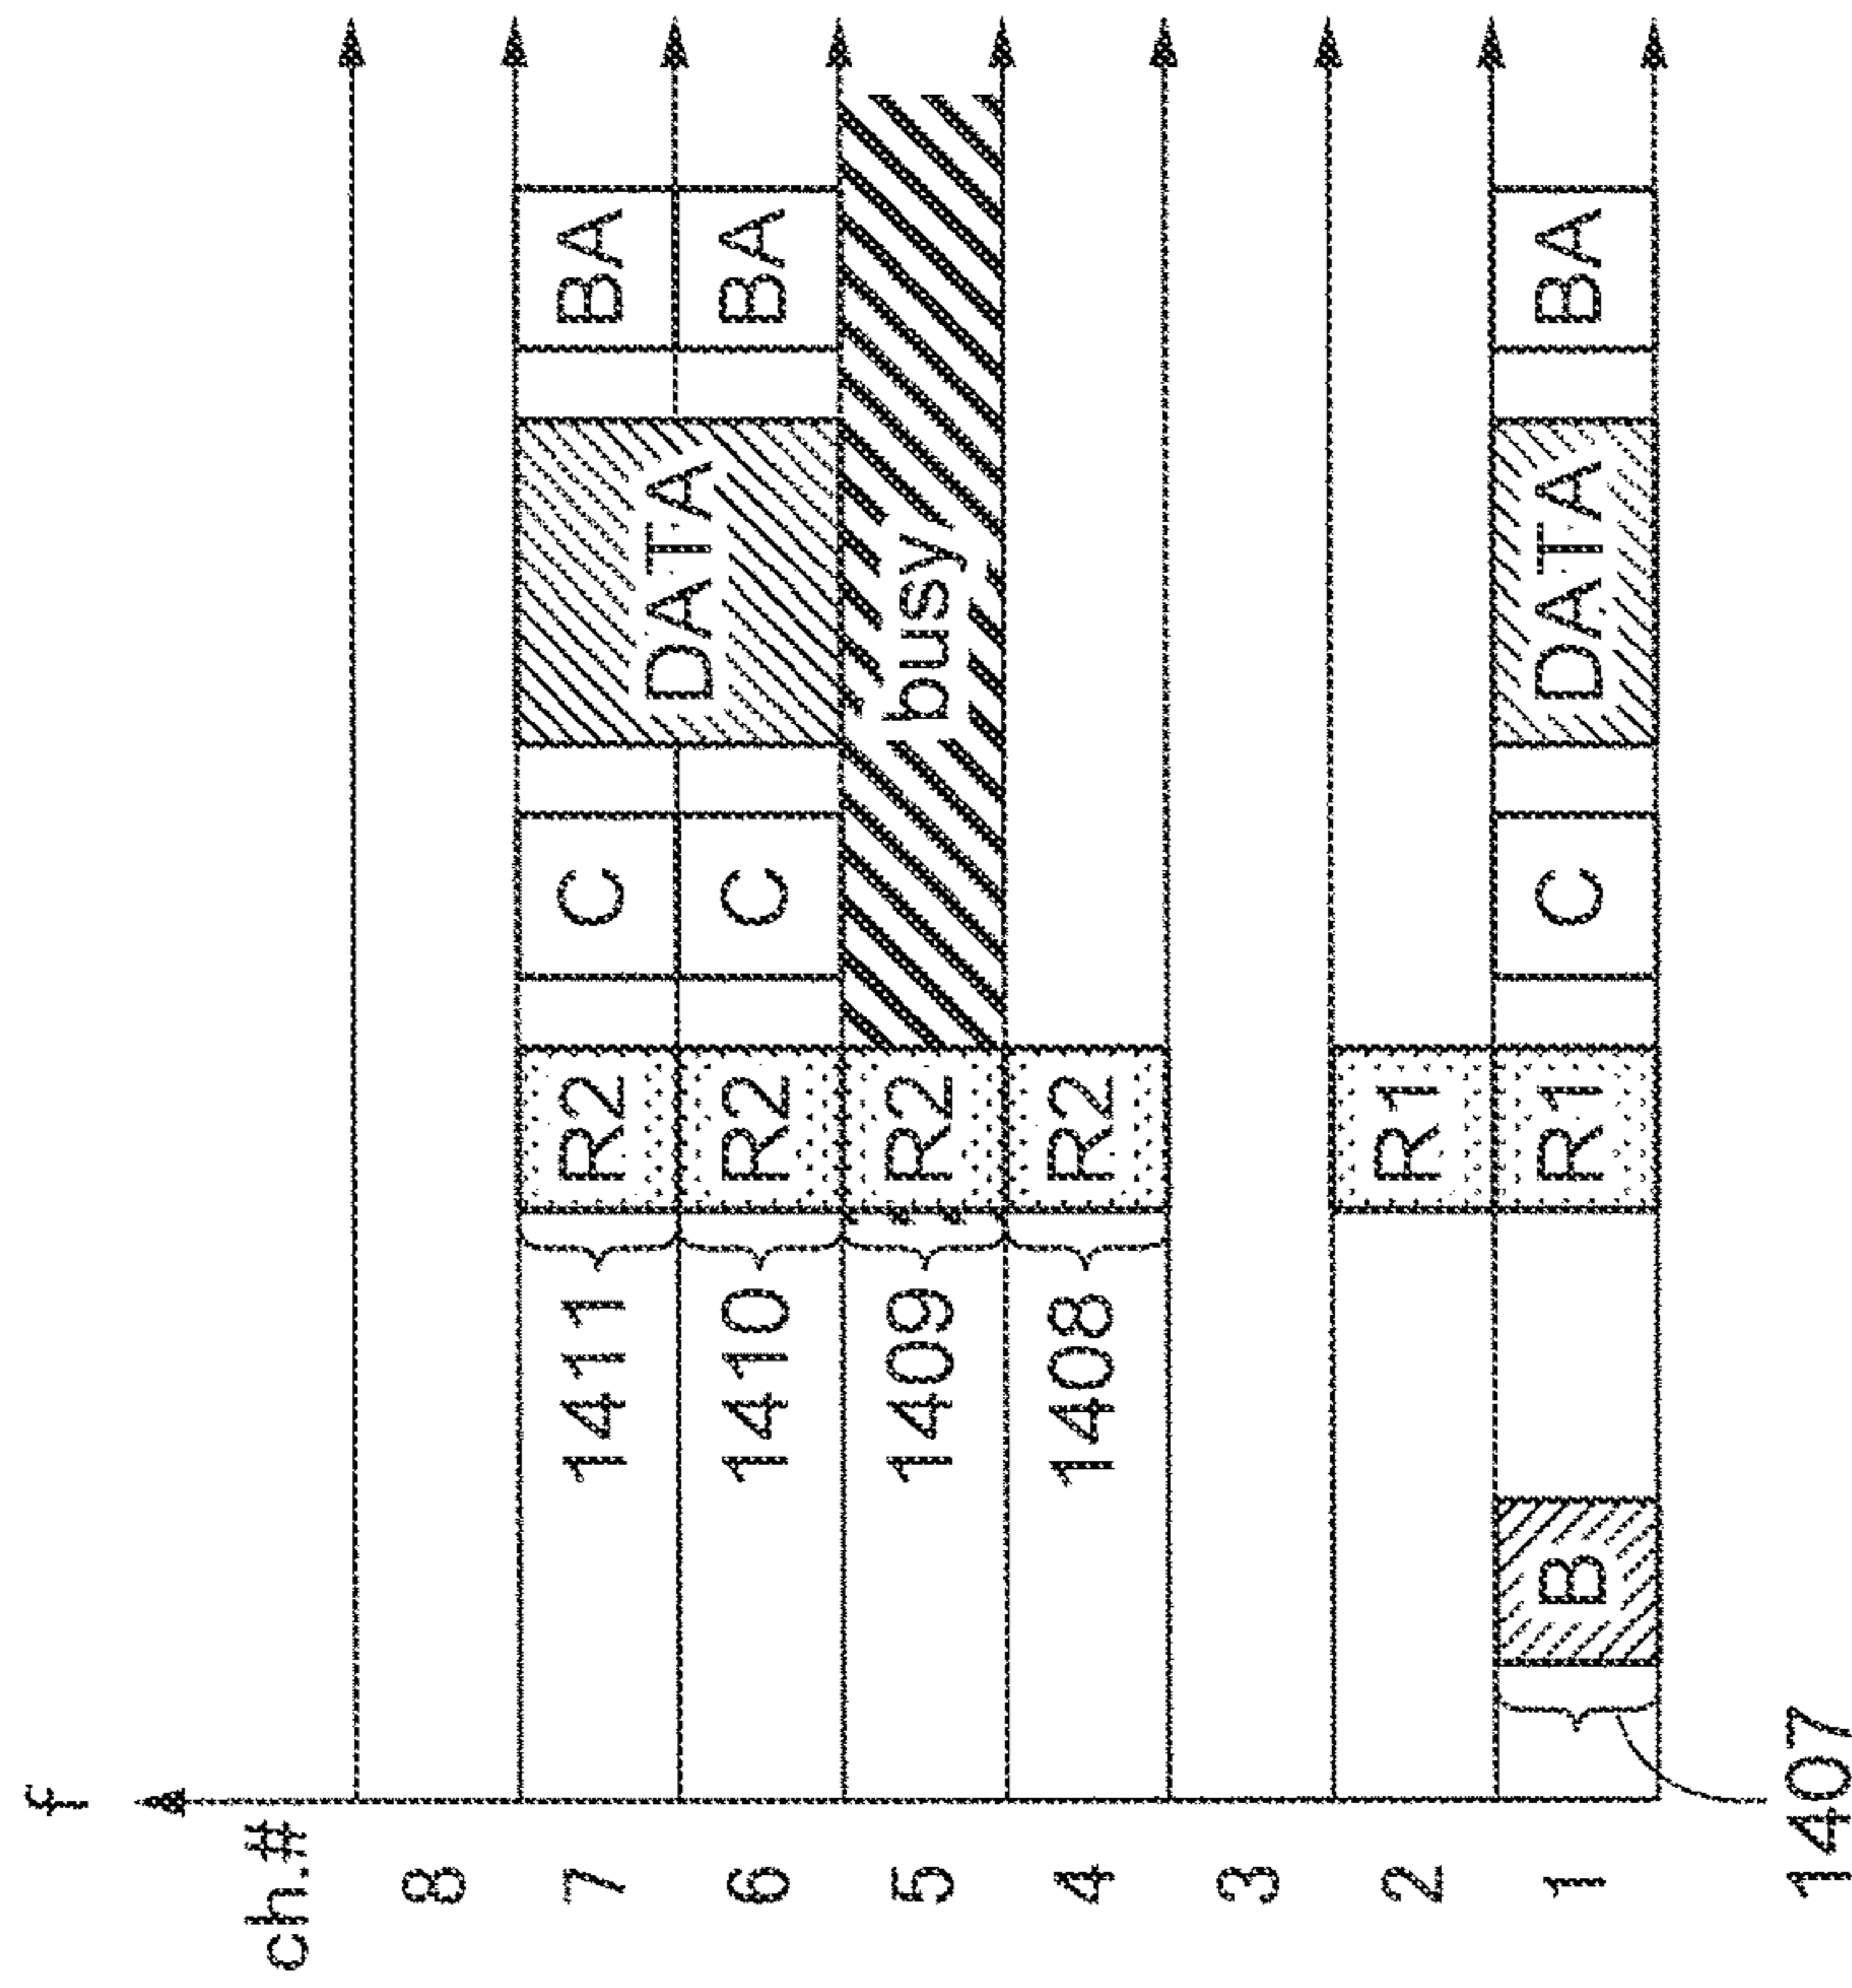 f
ch.#
8
7 1411 R2 C BA
DATA
6 1410 R2 C BA
5 1409 R2 busy
4 1408 R2
3
2 R1
1 B R1 C DATA BA
1407